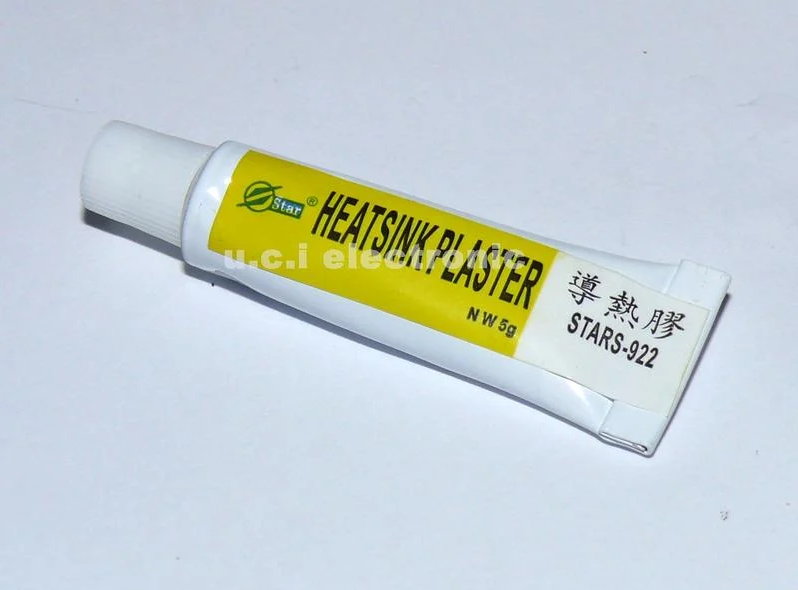 Star ®
HEATSINK PLASTER
u.c.i electronic
N W 5g
導熱膠
STARS-922